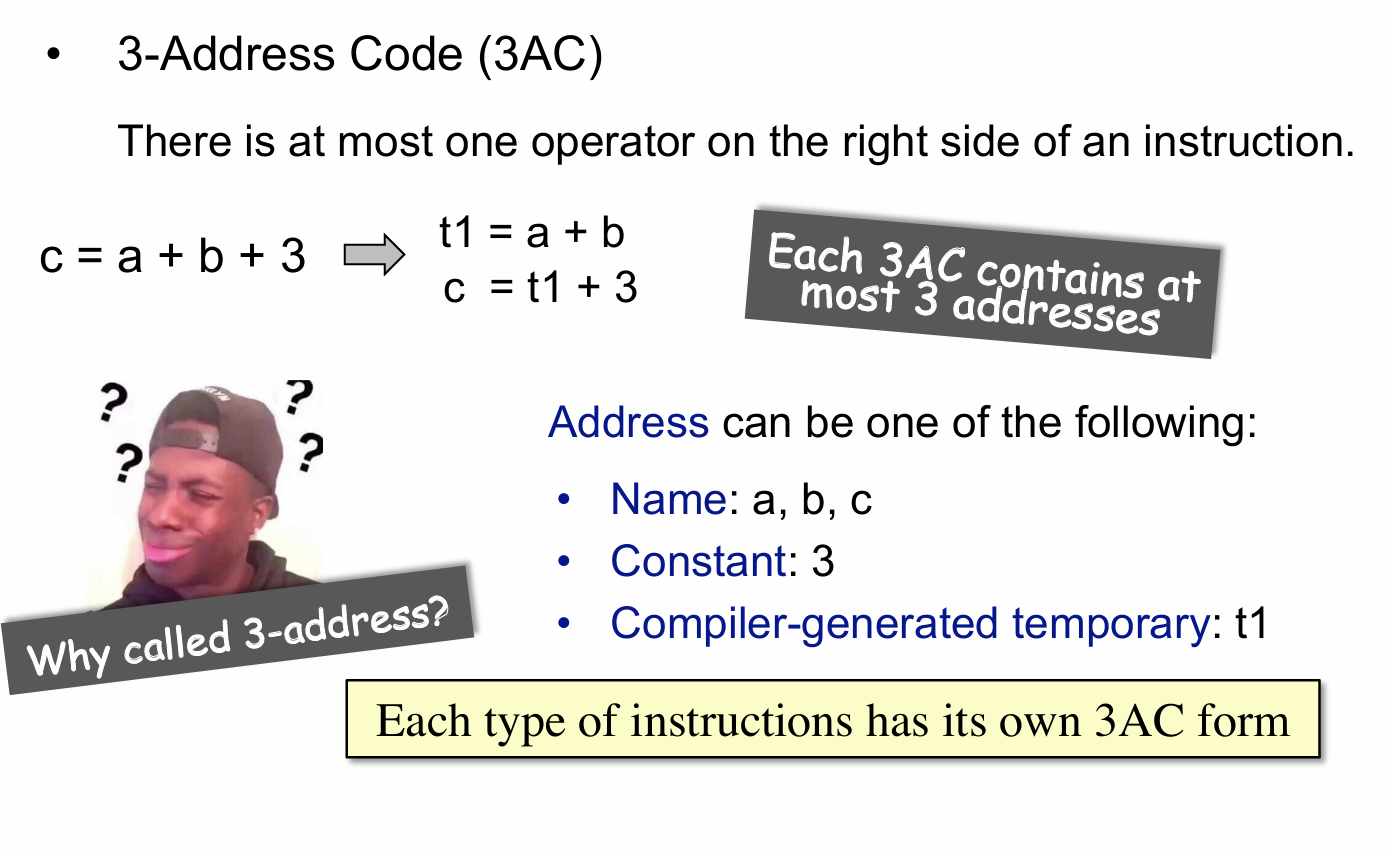 • 3-Address Code (3AC)
There is at most one operator on the right side of an instruction.
c = a + b + 3
t1 = a + b
c = t1 + 3
Each 3AC contains at
most 3 addresses
? ?
? ?
Why called 3-address?
Address can be one of the following:
• Name: a, b, c
• Constant: 3
• Compiler-generated temporary: t1
Each type of instructions has its own 3AC form